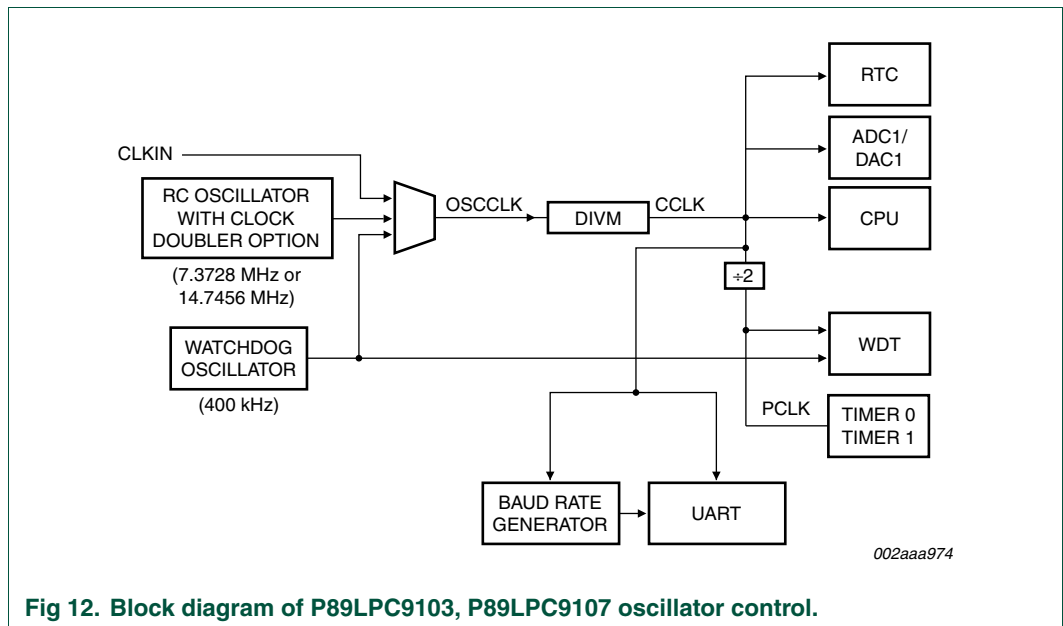 RTC
ADC1/
DAC1
CLKIN
RC OSCILLATOR
WITH CLOCK
DOUBLER OPTION
(7.3728 MHz or
14.7456 MHz)
OSCCLK
DIVM
CCLK
CPU
÷2
WATCHDOG
OSCILLATOR
(400 kHz)
WDT
PCLK
TIMER 0
TIMER 1
BAUD RATE
GENERATOR
UART
002aaa974
Fig 12. Block diagram of P89LPC9103, P89LPC9107 oscillator control.